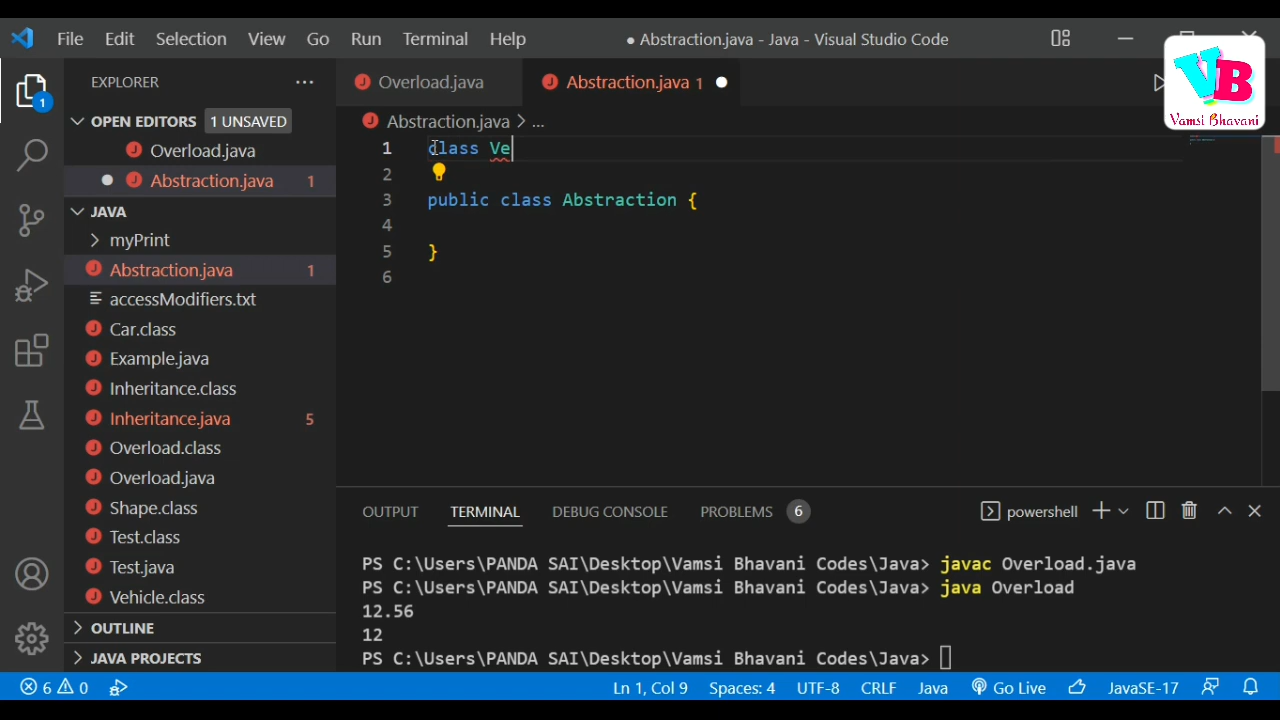 File Edit Selection View Go Run Terminal Help
● Abstraction.java - Java - Visual Studio Code
VB
Vamsi Bhavani
EXPLORER ...
1
OPEN EDITORS 1 UNSAVED
Overload.java
Abstraction.java 1
JAVA
myPrint
Abstraction.java 1
accessModifiers.txt
Car.class
Example.java
Inheritance.class
Inheritance.java 5
Overload.class
Overload.java
Shape.class
Test.class
Test.java
Vehicle.class
OUTLINE
JAVA PROJECTS
Overload.java Abstraction.java 1
Abstraction.java > ...
1 class Ve
2
3 public class Abstraction {
4
5 }
6
OUTPUT TERMINAL DEBUG CONSOLE PROBLEMS 6 powershell
PS C:\Users\PANDA SAI\Desktop\Vamsi Bhavani Codes\Java> javac Overload.java
PS C:\Users\PANDA SAI\Desktop\Vamsi Bhavani Codes\Java> java Overload
12.56
12
PS C:\Users\PANDA SAI\Desktop\Vamsi Bhavani Codes\Java>
6 0 Ln 1, Col 9 Spaces: 4 UTF-8 CRLF Java Go Live JavaSE-17